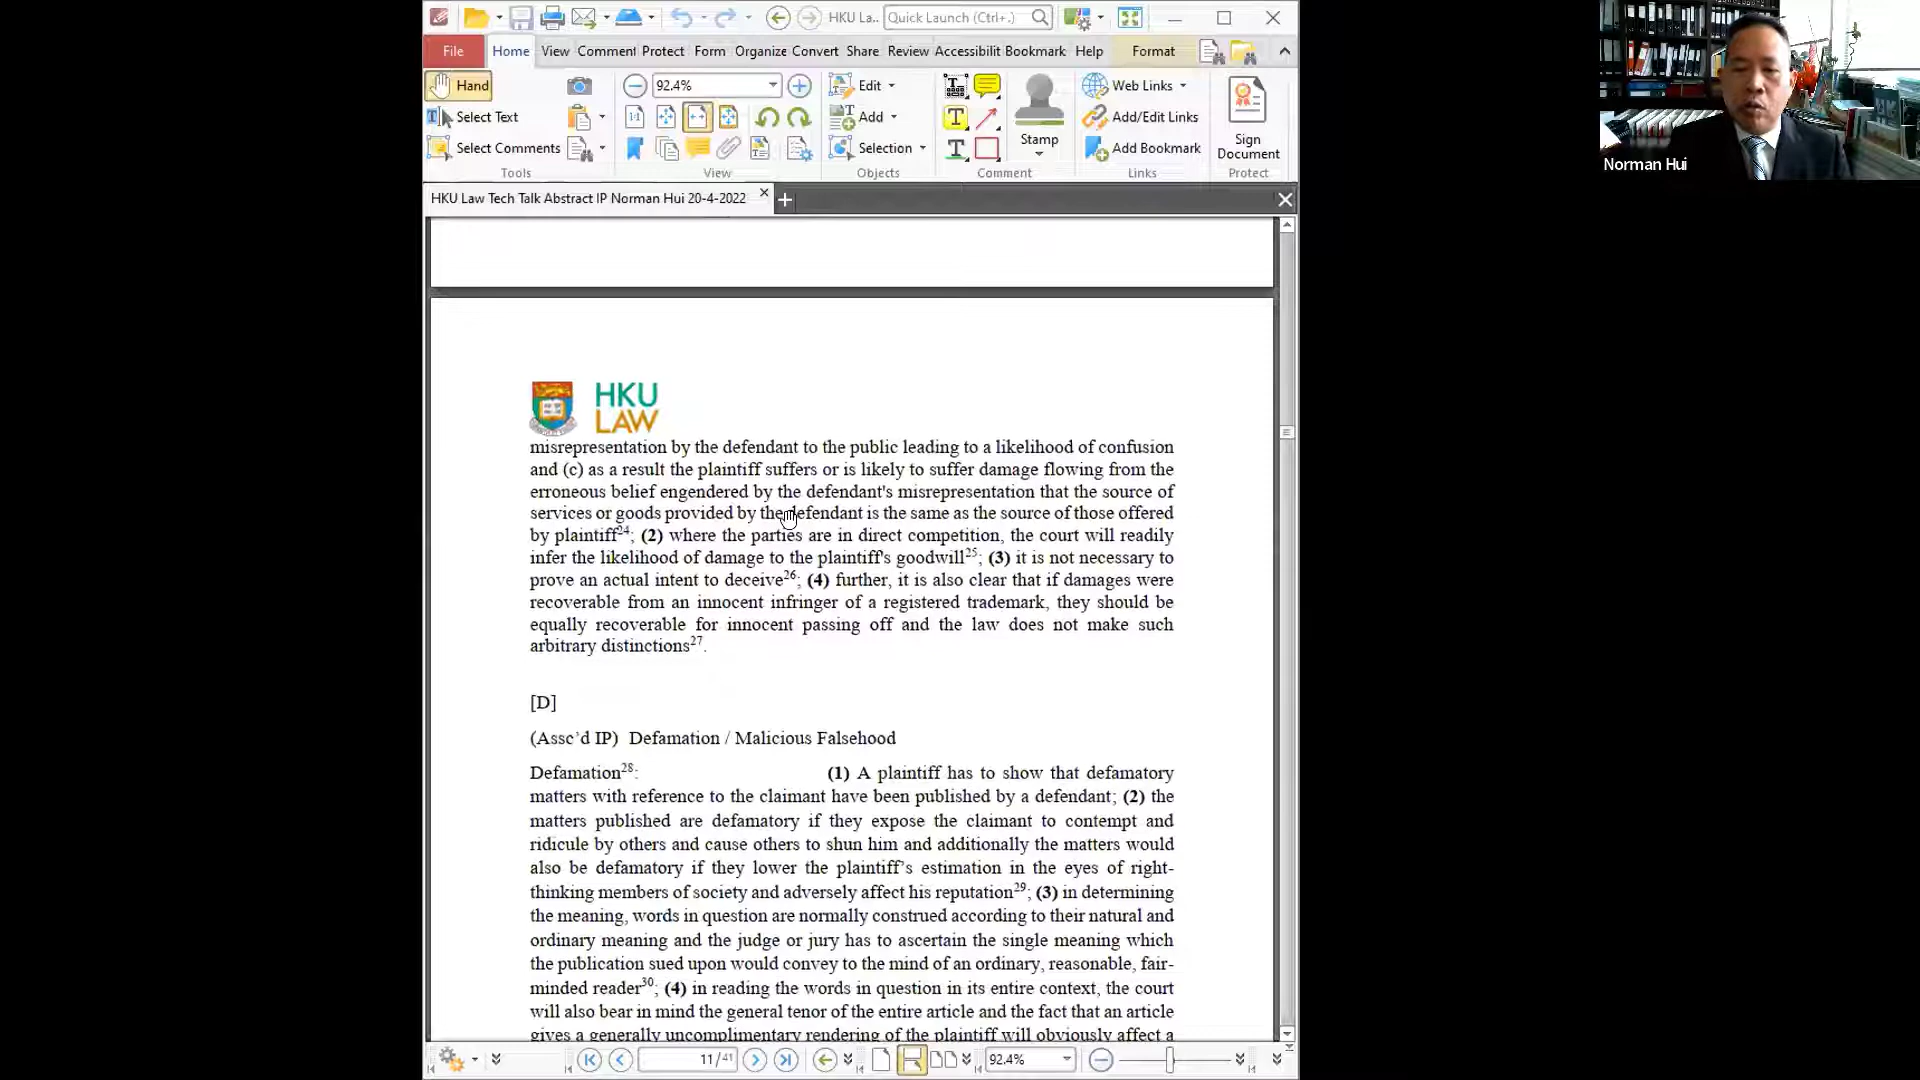 HKU La..
Quick Launch (Ctrl+.)
File Home View Comment Protect Form Organize Convert Share Review Accessibilit Bookmark Help Format
Hand
Select Text
Select Comments
Tools
92.4%
View
Edit
Add
Selection
Objects
Stamp
Comment
Web Links
Add/Edit Links
Add Bookmark
Links
Sign
Document
Protect
HKU Law Tech Talk Abstract IP Norman Hui 20-4-2022
HKU
LAW
misrepresentation by the defendant to the public leading to a likelihood of confusion
and (c) as a result the plaintiff suffers or is likely to suffer damage flowing from the
erroneous belief engendered by the defendant's misrepresentation that the source of
services or goods provided by the defendant is the same as the source of those offered
by plaintiff24; (2) where the parties are in direct competition, the court will readily
infer the likelihood of damage to the plaintiff's goodwill25; (3) it is not necessary to
prove an actual intent to deceive26; (4) further, it is also clear that if damages were
recoverable from an innocent infringer of a registered trademark, they should be
equally recoverable for innocent passing off and the law does not make such
arbitrary distinctions27.
[D]
(Assc'd IP) Defamation / Malicious Falsehood
Defamation28: (1) A plaintiff has to show that defamatory
matters with reference to the claimant have been published by a defendant; (2) the
matters published are defamatory if they expose the claimant to contempt and
ridicule by others and cause others to shun him and additionally the matters would
also be defamatory if they lower the plaintiff's estimation in the eyes of right-
thinking members of society and adversely affect his reputation29; (3) in determining
the meaning, words in question are normally construed according to their natural and
ordinary meaning and the judge or jury has to ascertain the single meaning which
the publication sued upon would convey to the mind of an ordinary, reasonable, fair-
minded reader30; (4) in reading the words in question in its entire context, the court
will also bear in mind the general tenor of the entire article and the fact that an article
gives a generally uncomplimentary rendering of the plaintiff will obviously affect a
11 /41
92.4%
Norman Hui